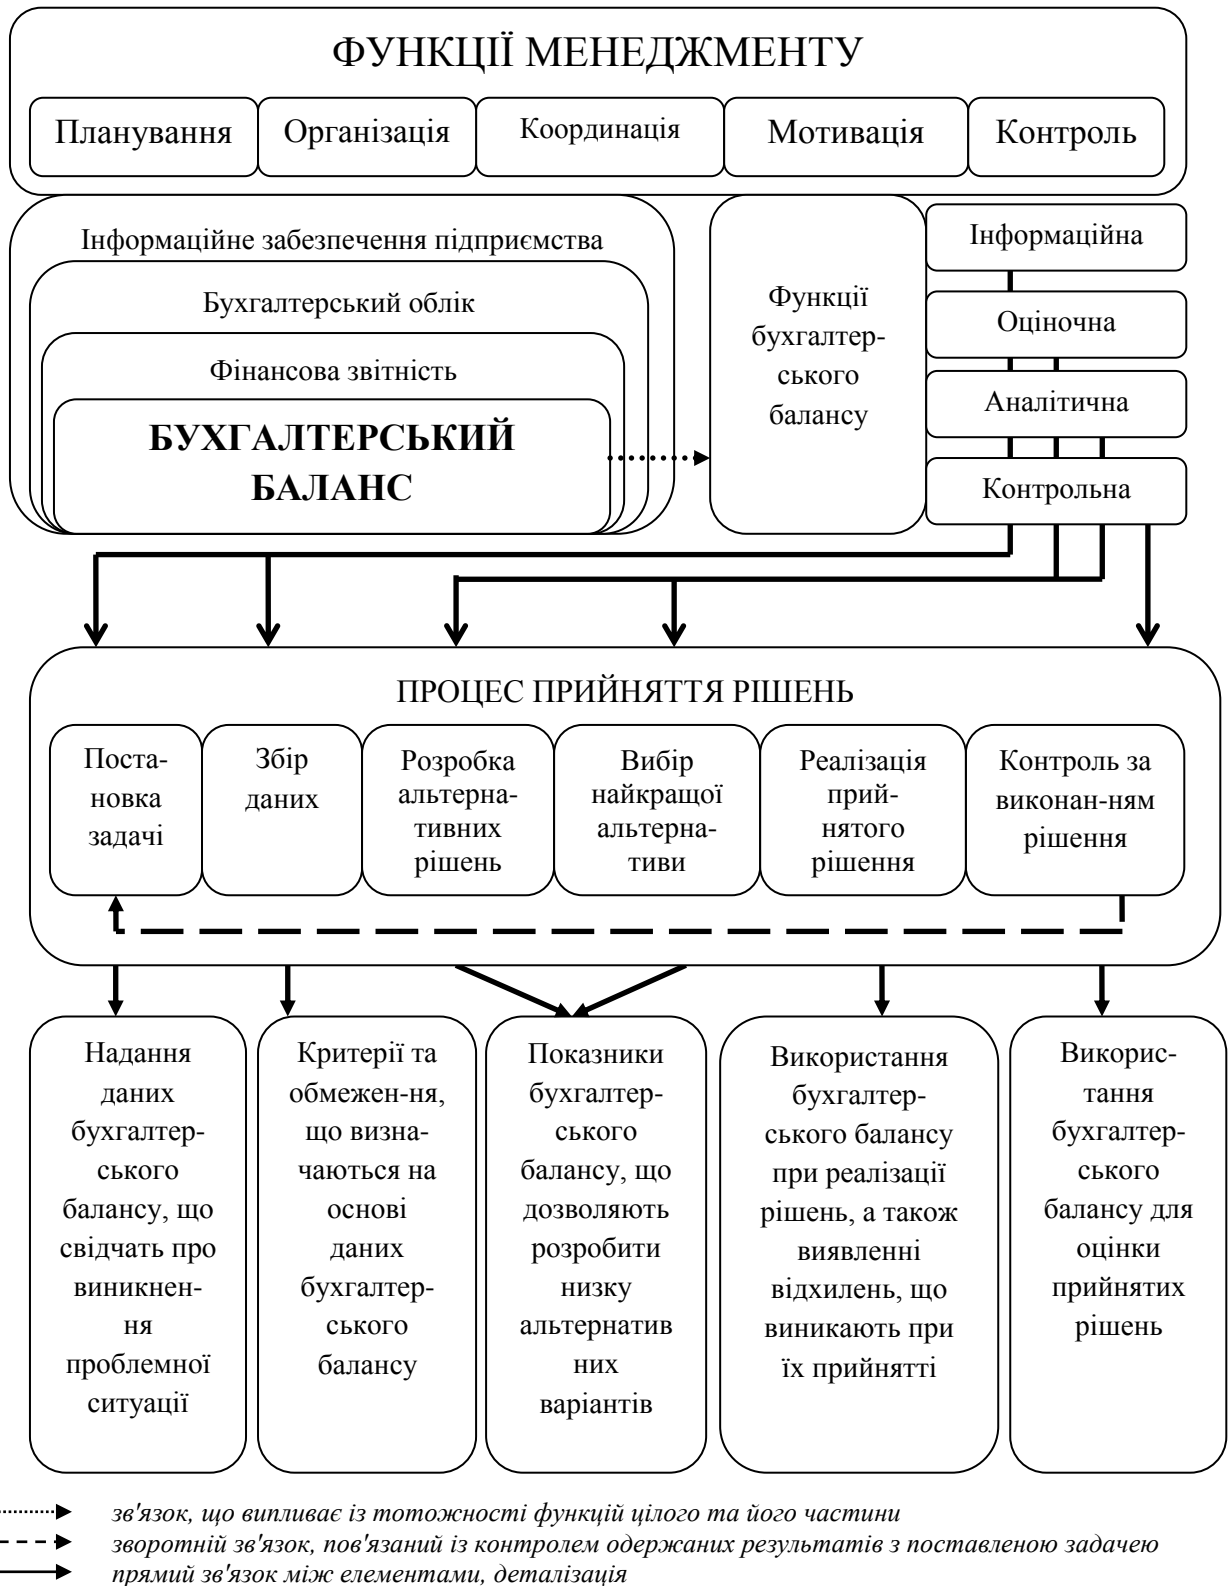 ФУНКЦІЇ МЕНЕДЖМЕНТУ
Планування
Організація
Координація
Мотивація
Контроль
Інформаційне забезпечення підприємства
Бухгалтерський облік
Фінансова звітність
БУХГАЛТЕРСЬКИЙ
БАЛАНС
Функції
бухгалтер-
ського
балансу
Інформаційна
Оціночна
Аналітична
Контрольна
ПРОЦЕС ПРИЙНЯТТЯ РІШЕНЬ
Поста-
новка
задачі
Збір
даних
Розробка
альтерна-
тивних
рішень
Вибір
найкращої
альтерна-
тиви
Реалізація
прий-
нятого
рішення
Контроль за
виконан-ням
рішення
Надання
даних
бухгалтер-
ського
балансу, що
свідчать про
виникнен-
ня
проблемної
ситуації
Критерії та
обмежен-ня,
що визна-
чаються на
основі
даних
бухгалтер-
ського
балансу
Показники
бухгалтер-
ського
балансу, що
дозволяють
розробити
низку
альтернатив
них
варіантів
Використання
бухгалтер-
ського балансу
при реалізації
рішень, а також
виявленні
відхилень, що
виникають при
їх прийнятті
Викорис-
тання
бухгалтер-
ського
балансу для
оцінки
прийнятих
рішень
зв'язок, що випливає із тотожності функцій цілого та його частини
зворотній зв'язок, пов'язаний із контролем одержаних результатів з поставленою задачею
прямий зв'язок між елементами, деталізація